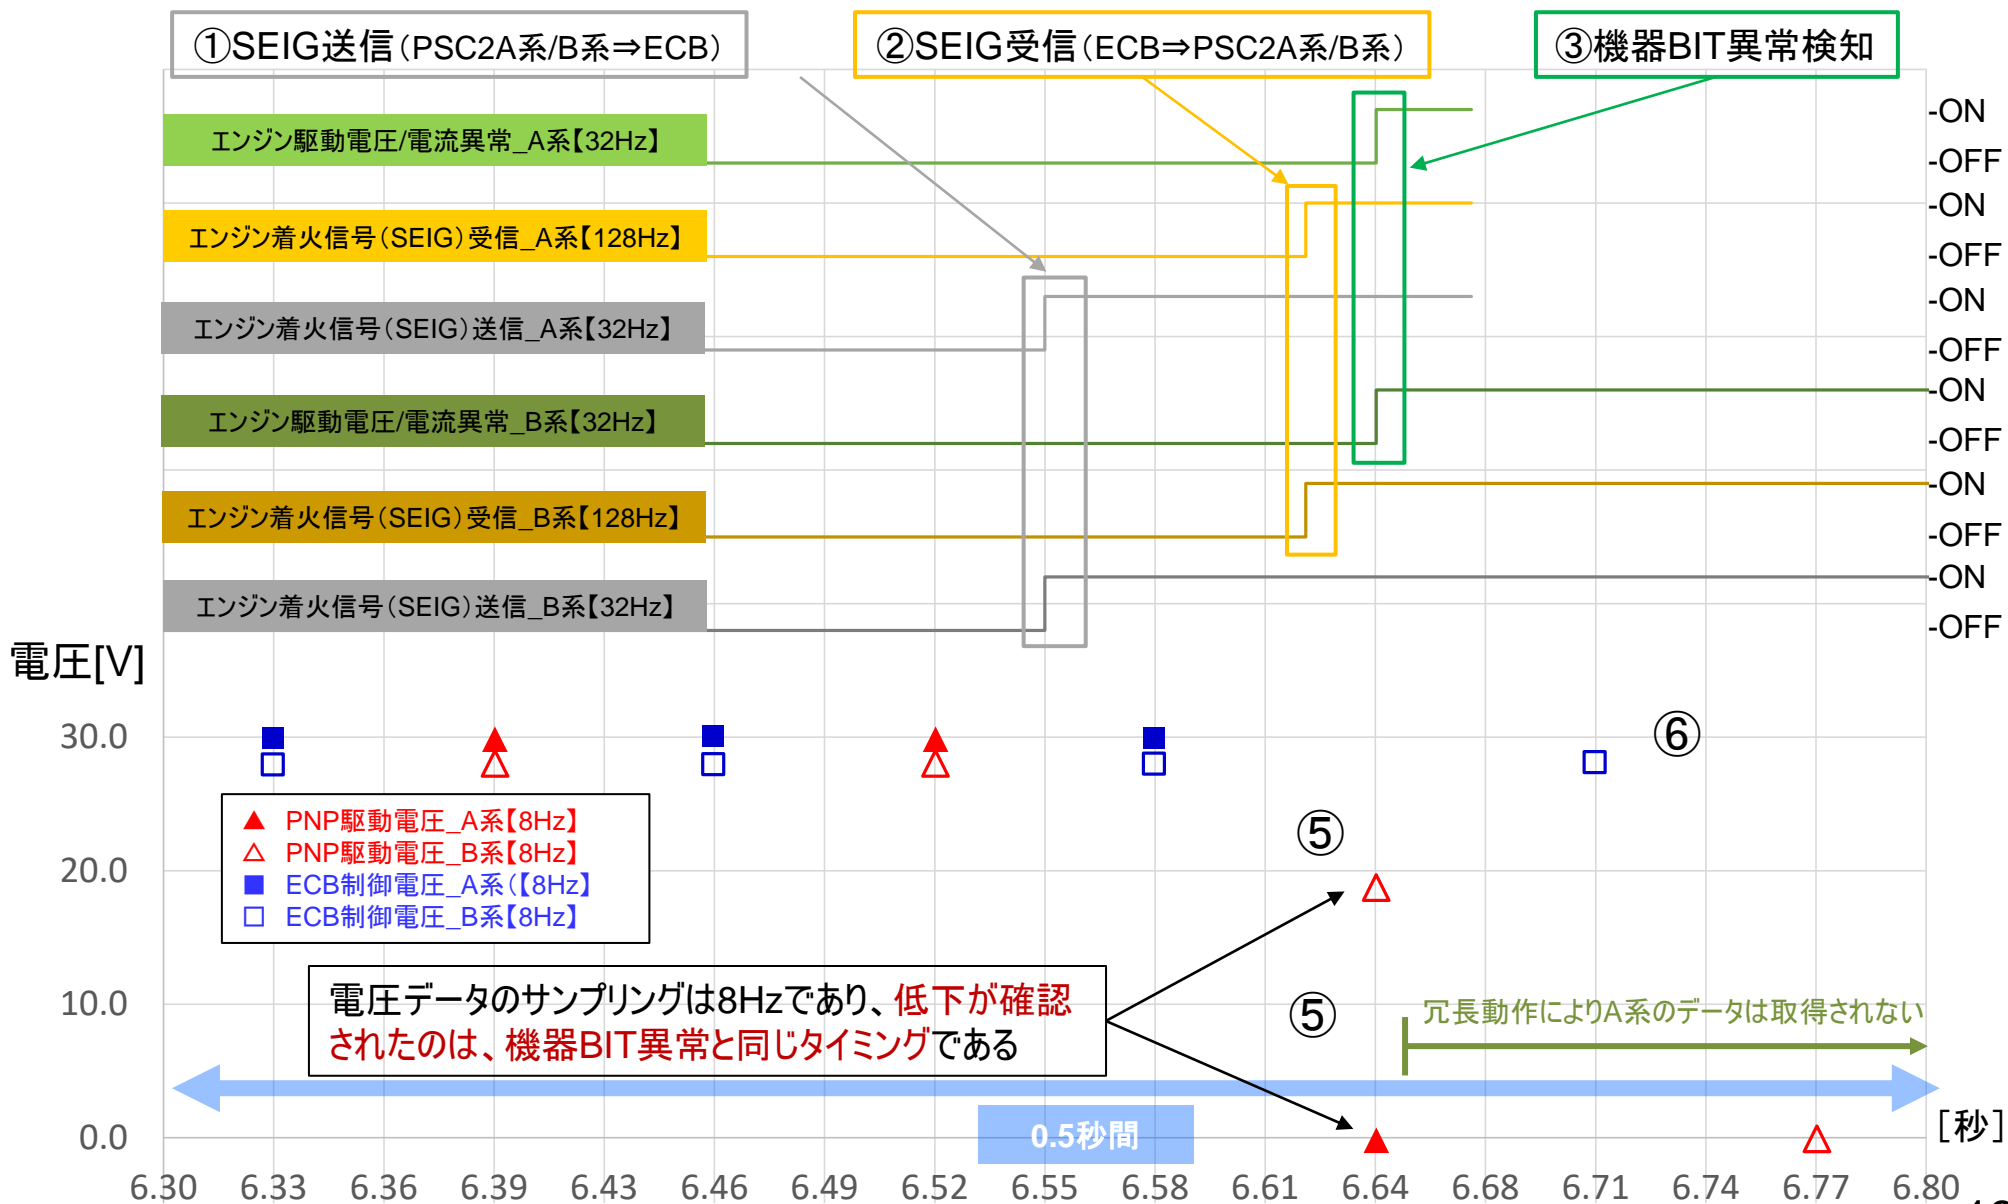 ①SEIG送信(PSC2A系/B系⇒ECB)
②SEIG受信(ECB⇒PSC2A系/B系)
③機器BIT異常検知
エンジン駆動電圧/電流異常_A系【32Hz】
-ON
-OFF
エンジン着火信号(SEIG)受信_A系【128Hz】
-ON
-OFF
エンジン着火信号(SEIG)送信_A系【32Hz】
-ON
-OFF
エンジン駆動電圧/電流異常_B系【32Hz】
-ON
-OFF
エンジン着火信号(SEIG)受信_B系【128Hz】
-ON
-OFF
エンジン着火信号(SEIG)送信_B系【32Hz】
-ON
-OFF
電圧[V]
30.0
20.0
10.0
0.0
⑥
⑤
⑤
PNP駆動電圧_A系【8Hz】
PNP駆動電圧_B系【8Hz】
ECB制御電圧_A系(【8Hz】
ECB制御電圧_B系【8Hz】
電圧データのサンプリングは8Hzであり、低下が確認
されたのは、機器BIT異常と同じタイミングである
冗長動作によりA系のデータは取得されない
0.5秒間
[秒]
6.30 6.33 6.36 6.39 6.43 6.46 6.49 6.52 6.55 6.58 6.61 6.64 6.68 6.71 6.74 6.77 6.80